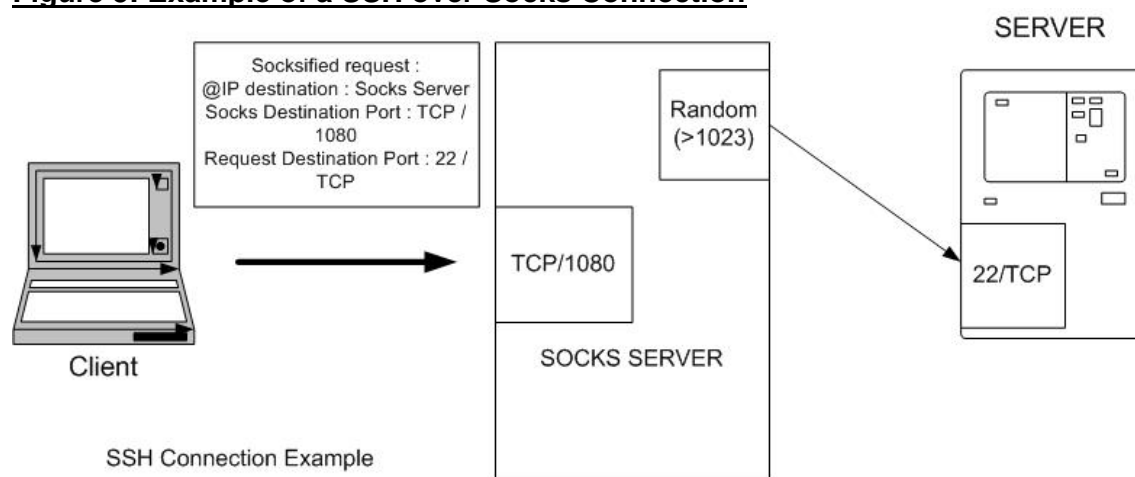 Figure 3: Example of a SSH over Socks Connection
SERVER
Socksified request :
@IP destination : Socks Server
Socks Destination Port : TCP /
1080
Request Destination Port : 22 /
TCP
Random
(>1023)
TCP/1080
22/TCP
Client
SOCKS SERVER
SSH Connection Example